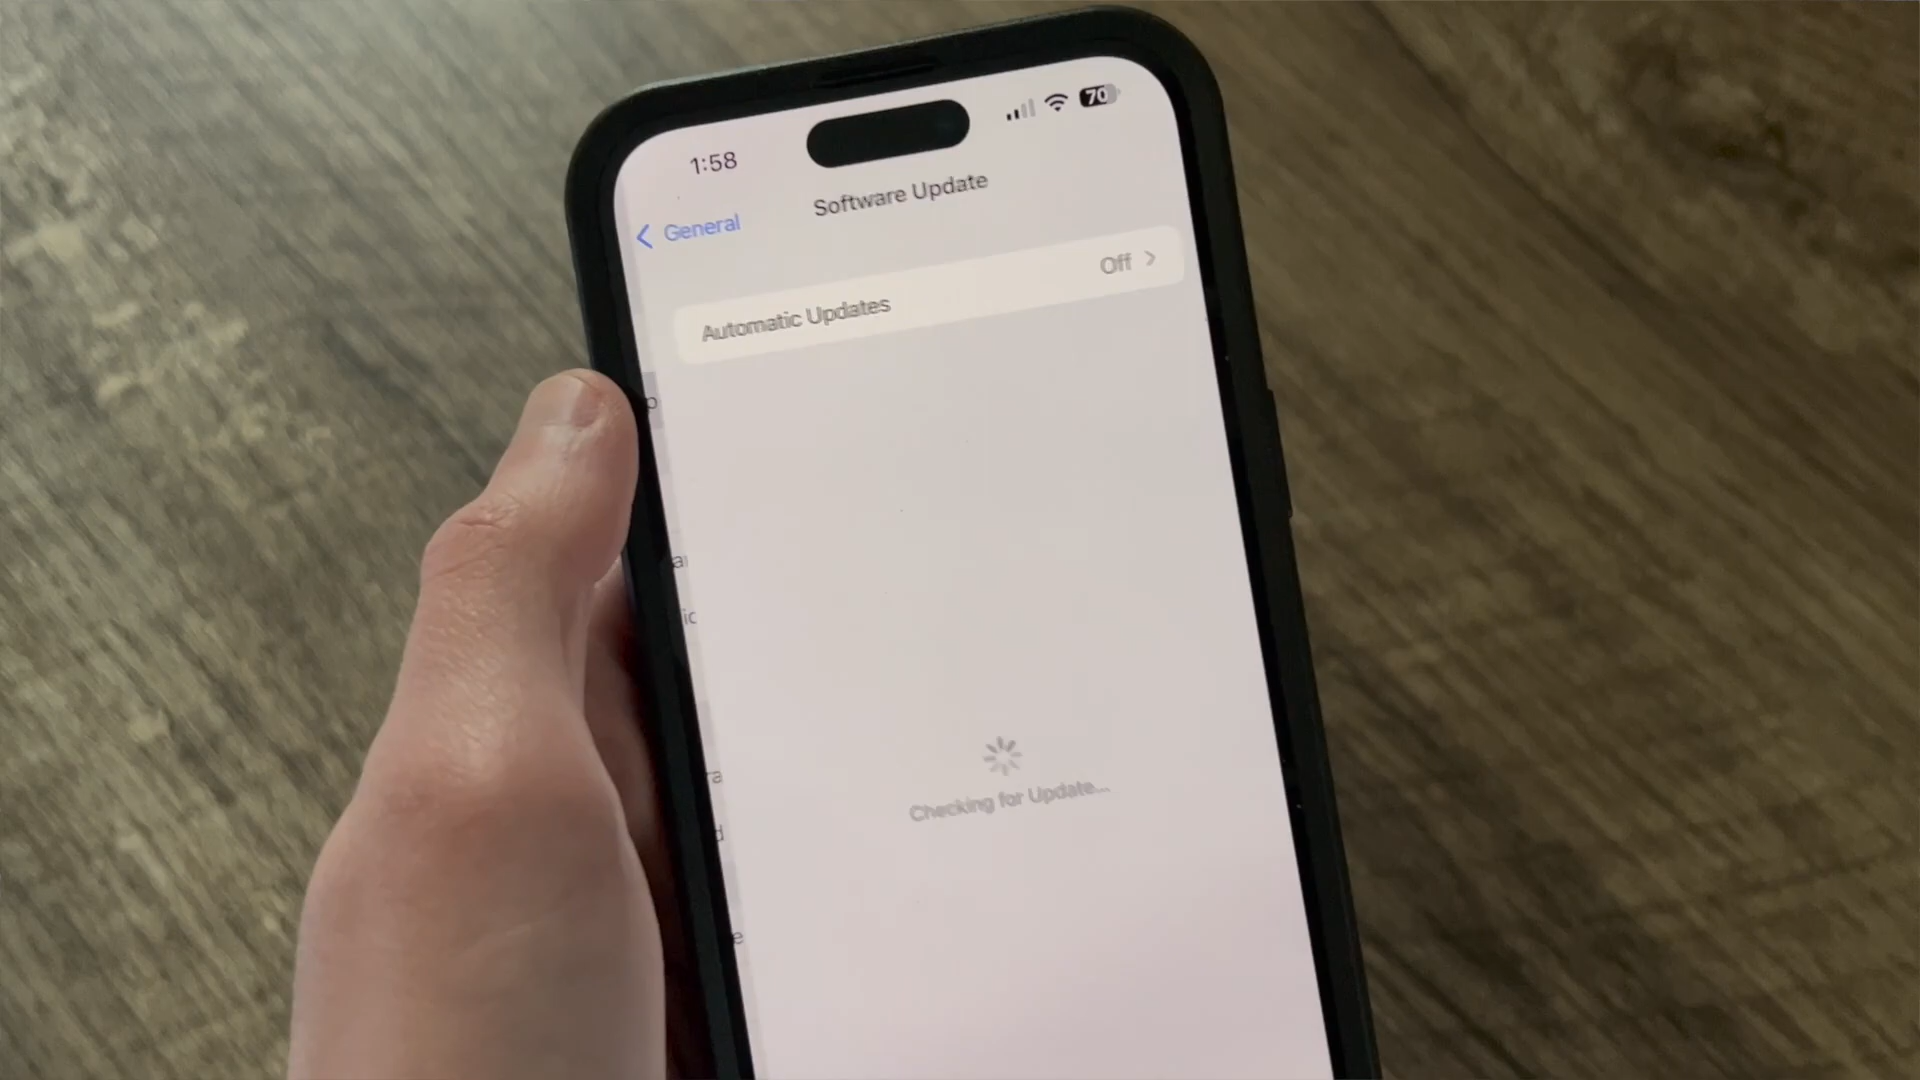 1:58
70
General
Software Update
Automatic Updates
Off
Checking for Update...